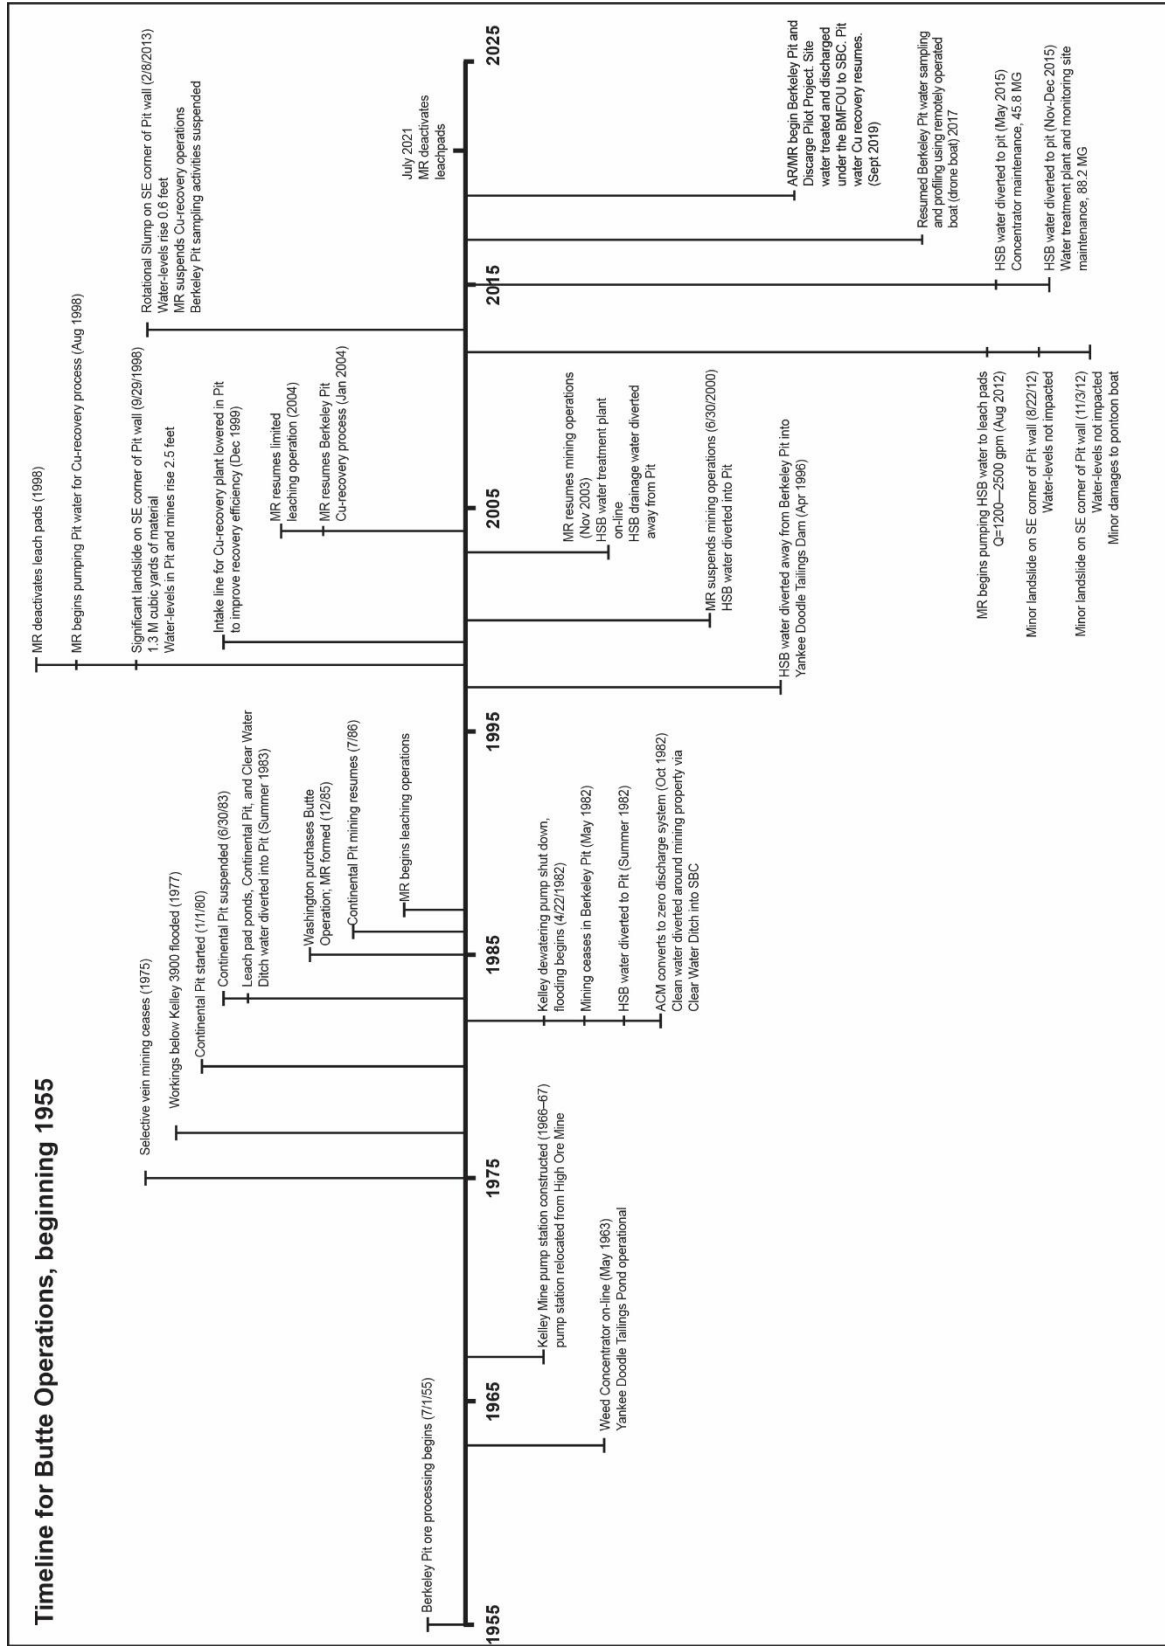 Timeline for Butte Operations, beginning 1955
MR deactivates leach pads (1998)
MR begins pumping Pit water for Cu-recovery process (Aug 1998)
Significant landslide on SE corner of Pit wall (9/29/1998)
1.3 M cubic yards of material
Water-levels in Pit and mines rise 2.5 feet
Rotational Slump on SE corner of Pit wall (2/8/2013)
Water-levels rise 0.6 feet
MR suspends Cu-recovery operations
Berkeley Pit sampling activities suspended
Selective vein mining ceases (1975)
Workings below Kelley 3900 flooded (1977)
Continental Pit started (1/1/80)
Continental Pit suspended (6/30/83)
Leach pad ponds, Continental Pit, and Clear Water
Ditch water diverted into Pit (Summer 1983)
Intake line for Cu-recovery plant lowered in Pit
to improve recovery efficiency (Dec 1999)
MR resumes limited
leaching operation (2004)
MR resumes Berkeley Pit
Cu-recovery process (Jan 2004)
Washington purchases Butte
Operation; MR formed (12/85)
Continental Pit mining resumes (7/86)
MR begins leaching operations
July 2021
MR deactivates
leachpads
Berkeley Pit ore processing begins (7/1/55)
1955
1965
1975
1985
1995
2005
2015
2025
Kelley Mine pump station constructed (1966–67)
pump station relocated from High Ore Mine
Weed Concentrator on-line (May 1963)
Yankee Doodle Tailings Pond operational
Kelley dewatering pump shut down,
flooding begins (4/22/1982)
Mining ceases in Berkeley Pit (May 1982)
HSB water diverted to Pit (Summer 1982)
ACM converts to zero discharge system (Oct 1982)
Clean water diverted around mining property via
Clear Water Ditch into SBC
MR resumes mining operations
(Nov 2003)
HSB water treatment plant
on-line
HSB drainage water diverted
away from Pit
MR suspends mining operations (6/30/2000)
HSB water diverted into Pit
HSB water diverted away from Berkeley Pit into
Yankee Doodle Tailings Dam (Apr 1996)
AR/MR begin Berkeley Pit and
Discarge Pilot Project. Site
water treated and discharged
under the BMFOU to SBC. Pit
water Cu recovery resumes.
(Sept 2019)
Resumed Berkeley Pit water sampling
and profiling using remotely operated
boat (drone boat) 2017
HSB water diverted to pit (May 2015)
Concentrator maintenance, 45.8 MG
HSB water diverted to pit (Nov-Dec 2015)
Water treatment plant and monitoring site
maintenance, 88.2 MG
MR begins pumping HSB water to leach pads
Q=1200—2500 gpm (Aug 2012)
Minor landslide on SE corner of Pit wall (8/22/12)
Water-levels not impacted
Minor landslide on SE corner of Pit wall (11/3/12)
Water-levels not impacted
Minor damages to pontoon boat